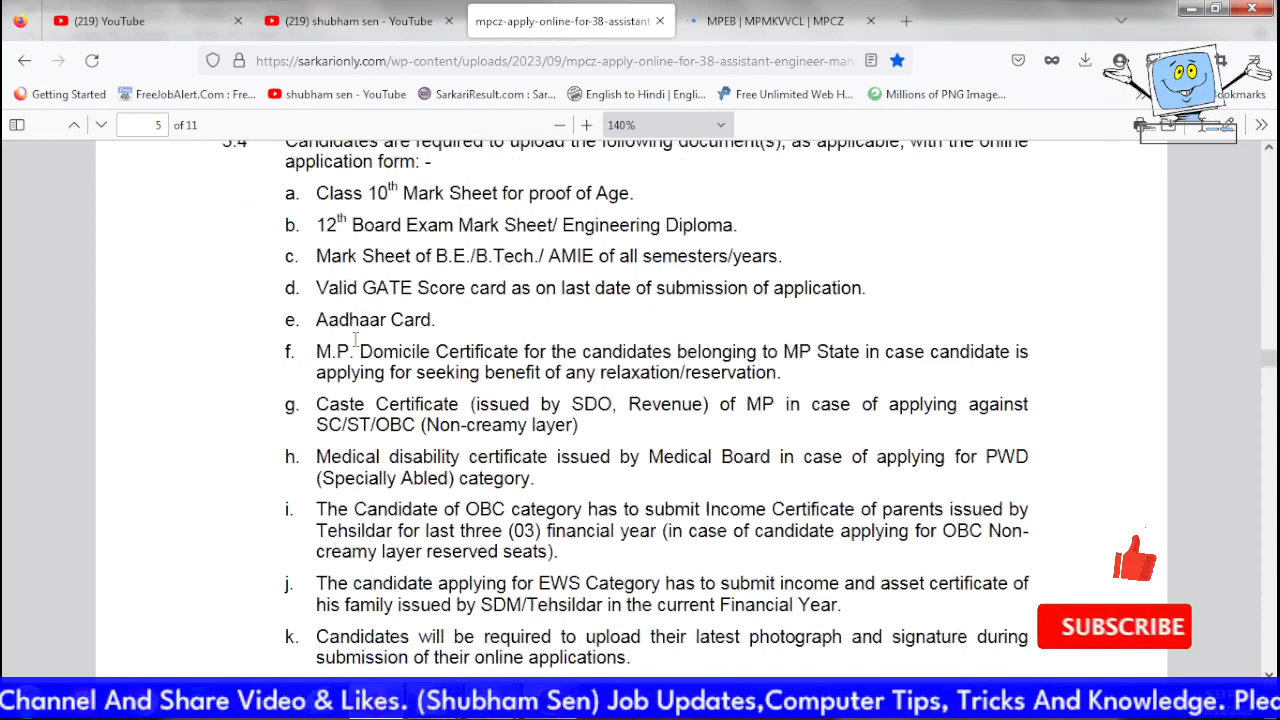 (219) YouTube
(219) shubham sen - YouTube
mpcz-apply-online-for-38-assistant
MPEB | MPMKVVCL | MPCZ
https://sarkarionly.com/wp-content/uploads/2023/09/mpcz-apply-online-for-38-assistant-engineer-man
Getting Started
FreeJobAlert.Com : Fre...
shubham sen - YouTube
SarkariResult.com : Sar...
English to Hindi | Engli...
Free Unlimited Web H...
Millions of PNG Image...
Bookmarks
5 of 11
140%
3.4 Candidates are required to upload the following document(s), as applicable, with the online
application form: -
a. Class 10th Mark Sheet for proof of Age.
b. 12th Board Exam Mark Sheet/ Engineering Diploma.
c. Mark Sheet of B.E./B.Tech./ AMIE of all semesters/years.
d. Valid GATE Score card as on last date of submission of application.
e. Aadhaar Card.
f. M.P. Domicile Certificate for the candidates belonging to MP State in case candidate is
applying for seeking benefit of any relaxation/reservation.
g. Caste Certificate (issued by SDO, Revenue) of MP in case of applying against
SC/ST/OBC (Non-creamy layer)
h. Medical disability certificate issued by Medical Board in case of applying for PWD
(Specially Abled) category.
i. The Candidate of OBC category has to submit Income Certificate of parents issued by
Tehsildar for last three (03) financial year (in case of candidate applying for OBC Non-
creamy layer reserved seats).
j. The candidate applying for EWS Category has to submit income and asset certificate of
his family issued by SDM/Tehsildar in the current Financial Year.
k. Candidates will be required to upload their latest photograph and signature during
submission of their online applications.
SUBSCRIBE
Channel And Share Video & Likes. (Shubham Sen) Job Updates,Computer Tips, Tricks And Knowledge. Plea